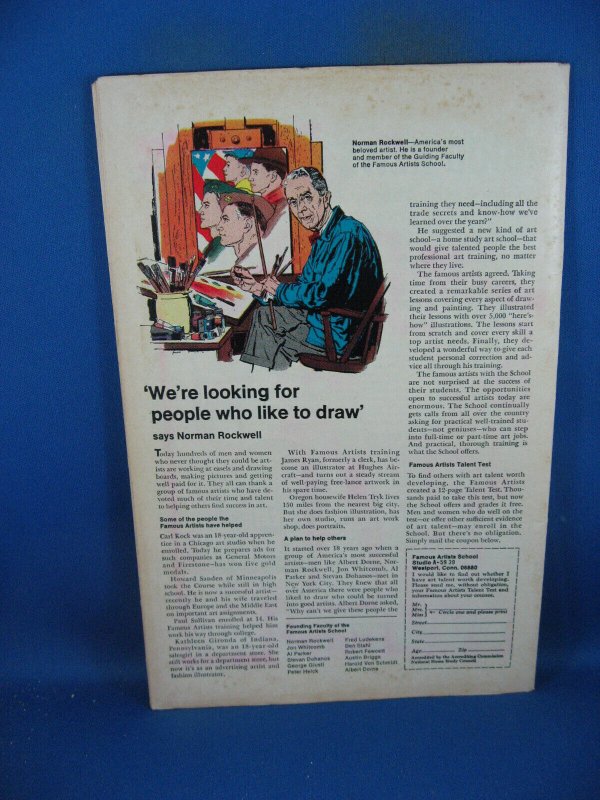 Norman Rockwell—America's most
beloved artist. He is a founder
and member of the Guiding Faculty
of the Famous Artists School.
'We're looking for
people who like to draw'
says Norman Rockwell
Today hundreds of men and women
who never thought they could be art-
ists are working at easels and drawing
boards, making pictures and getting
well paid for it. They all can thank a
group of famous artists who have de-
voted much of their time and talent
to helping others find success in art.
Some of the people the
Famous Artists have helped
Carl Kock was an 18-year-old appren-
tice in a Chicago art studio when he
enrolled. Today he prepares ads for
such companies as General Motors
and Firestone—has won five gold
medals.
Howard Sanden of Minneapolis
took the Course while still in high
school. He is now a successful artist—
recently he and his wife traveled
through Europe and the Middle East
on important art assignments.
Paul Sullivan enrolled at 14. His
Famous Artists training helped him
work his way through college.
Kathleen Gironda of Indiana,
Pennsylvania, was an 18-year-old
salesgirl in a department store. She
still works for a department store, but
now it's as an advertising artist and
fashion illustrator.
With Famous Artists training
James Ryan, formerly a clerk, has be-
come an illustrator at Hughes Air-
craft—and turns out a steady stream
of well-paying free-lance artwork in
his spare time.
Oregon housewife Helen Tryk lives
150 miles from the nearest big city.
But she does fashion illustration, has
her own studio, runs an art work
shop, does portraits.
A plan to help others
It started over 18 years ago when a
group of America's most successful
artists—men like Albert Dorne, Nor-
man Rockwell, Jon Whitcomb, Al
Parker and Stevan Dohanos—met in
New York City. They knew that all
over America there were people who
liked to draw who could be turned
into good artists. Albert Dorne asked,
"Why can't we give these people the
Founding Faculty of the
Famous Artists School
Norman Rockwell
Jon Whitcomb
Al Parker
Stevan Dohanos
George Giusti
Peter Helck
Fred Ludekens
Ben Stahl
Robert Fawcett
Austin Briggs
Harold Von Schmidt
Albert Dorne
training they need—including all the
trade secrets and know-how we've
learned over the years?"
He suggested a new kind of art
school—a home study art school—that
would give talented people the best
professional art training, no matter
where they live.
The famous artists agreed. Taking
time from their busy careers, they
created a remarkable series of art
lessons covering every aspect of draw-
ing and painting. They illustrated
their lessons with over 5,000 "here's-
how" illustrations. The lessons start
from scratch and cover every skill a
top artist needs. Finally, they de-
veloped a wonderful way to give each
student personal correction and ad-
vice all through his training.
The famous artists with the School
are not surprised at the success of
their students. The opportunities
open to successful artists today are
enormous. The School continually
gets calls from all over the country
asking for practical well-trained stu-
dents—not geniuses—who can step
into full-time or part-time art jobs.
And practical, thorough training is
what the School offers.
Famous Artists Talent Test
To find others with art talent worth
developing, the Famous Artists
created a 12-page Talent Test. Thou-
sands paid to take this test, but now
the School offers and grades it free.
Men and women who do well on the
test—or offer other sufficient evidence
of art talent—may enroll in the
School. But there's no obligation.
Simply mail the coupon below.
Famous Artists School
Studio A-59 29
Westport, Conn. 06880
I would like to find out whether I
have art talent worth developing.
Please send me, without obligation,
your Famous Artists Talent Test and
information about your courses.
Mr.
Mrs.
Miss
Circle one and please print
Street
City
State
Age Zip
Accredited by the Accrediting Commission
National Home Study Council